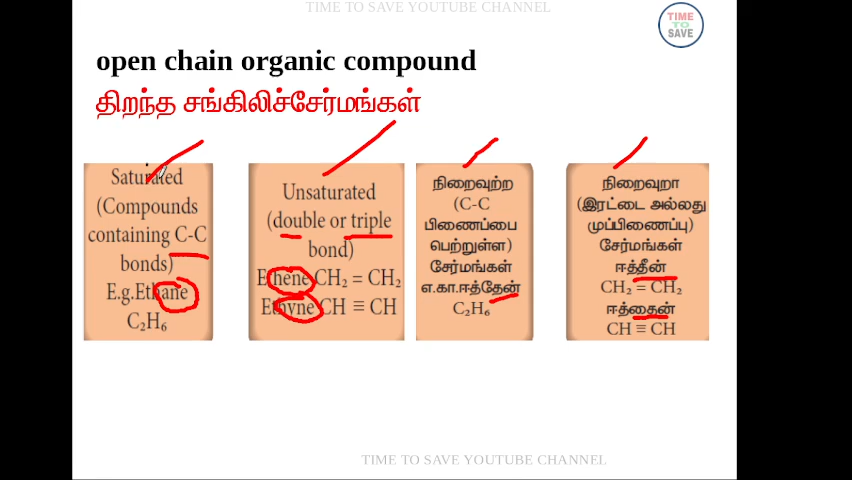 TIME TO SAVE YOUTUBE CHANNEL
TIME
TO
SAVE
open chain organic compound
திறந்த சங்கிலிச்சேர்மங்கள்
Saturated
(Compounds
containing C-C
bonds)
E.g.Ethane
C₂H₆
Unsaturated
(double or triple
bond)
Ethene CH₂ = CH₂
Ethyne CH ≡ CH
நிறைவுற்ற
(C-C
பிணைப்பை
பெற்றுள்ள)
சேர்மங்கள்
எ.கா.ஈத்தேன்
C₂H₆
நிறைவுறா
(இரட்டை அல்லது
முப்பிணைப்பு)
சேர்மங்கள்
ஈத்தீன்
CH₂ = CH₂
ஈத்தைன்
CH ≡ CH
TIME TO SAVE YOUTUBE CHANNEL